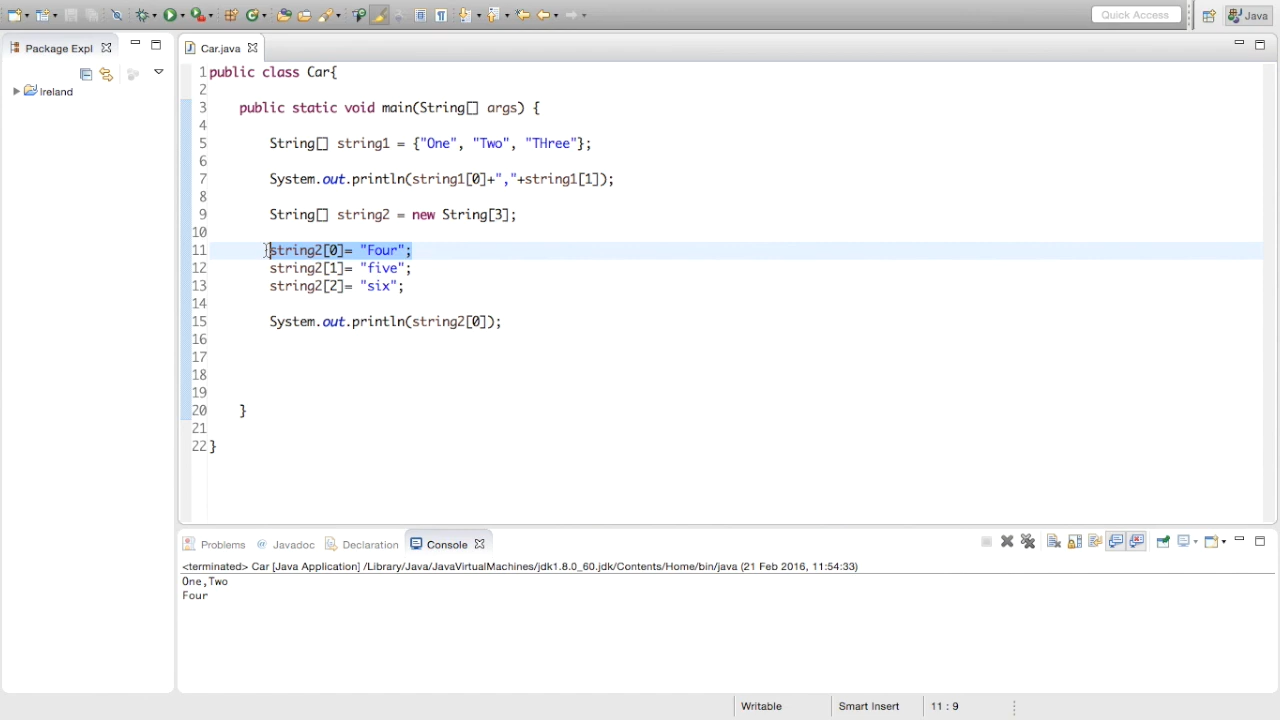 Quick Access
Java
Package Expl
Car.java
Ireland
1 public class Car{
2
3 public static void main(String[] args) {
4
5 String[] string1 = {"One", "Two", "THree"};
6
7 System.out.println(string1[0]+","+string1[1]);
8
9 String[] string2 = new String[3];
10
11 string2[0]= "Four";
12 string2[1]= "five";
13 string2[2]= "six";
14
15 System.out.println(string2[0]);
16
17
18
19
20 }
21
22 }
Problems @ Javadoc Declaration Console
<terminated> Car [Java Application] /Library/Java/JavaVirtualMachines/jdk1.8.0_60.jdk/Contents/Home/bin/java (21 Feb 2016, 11:54:33)
One,Two
Four
Writable Smart Insert 11 : 9